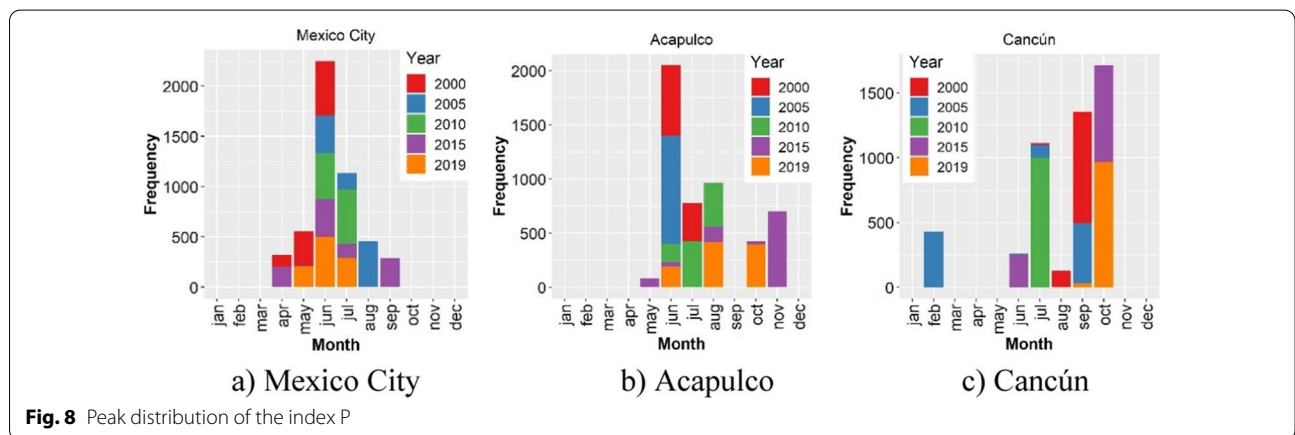 Mexico City
Year
2000
2005
2010
2015
2019
2000
1500
1000
500
0
Frequency
jan feb mar apr may jun jul aug sep oct nov dec
Month
a) Mexico City
Acapulco
Year
2000
2005
2010
2015
2019
2000
1500
1000
500
0
Frequency
jan feb mar apr may jun jul aug sep oct nov dec
Month
b) Acapulco
Cancún
Year
2000
2005
2010
2015
2019
1500
1000
500
0
Frequency
jan feb mar apr may jun jul aug sep oct nov dec
Month
c) Cancún
Fig. 8 Peak distribution of the index P